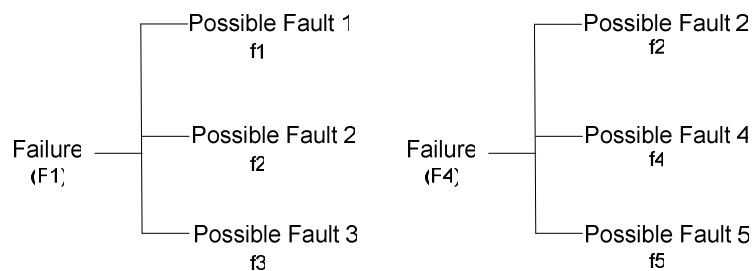 Possible Fault 1
f1
Possible Fault 2
f2
Failure
(F1)
Possible Fault 3
f3
Possible Fault 2
f2
Possible Fault 4
f4
Failure
(F4)
Possible Fault 5
f5